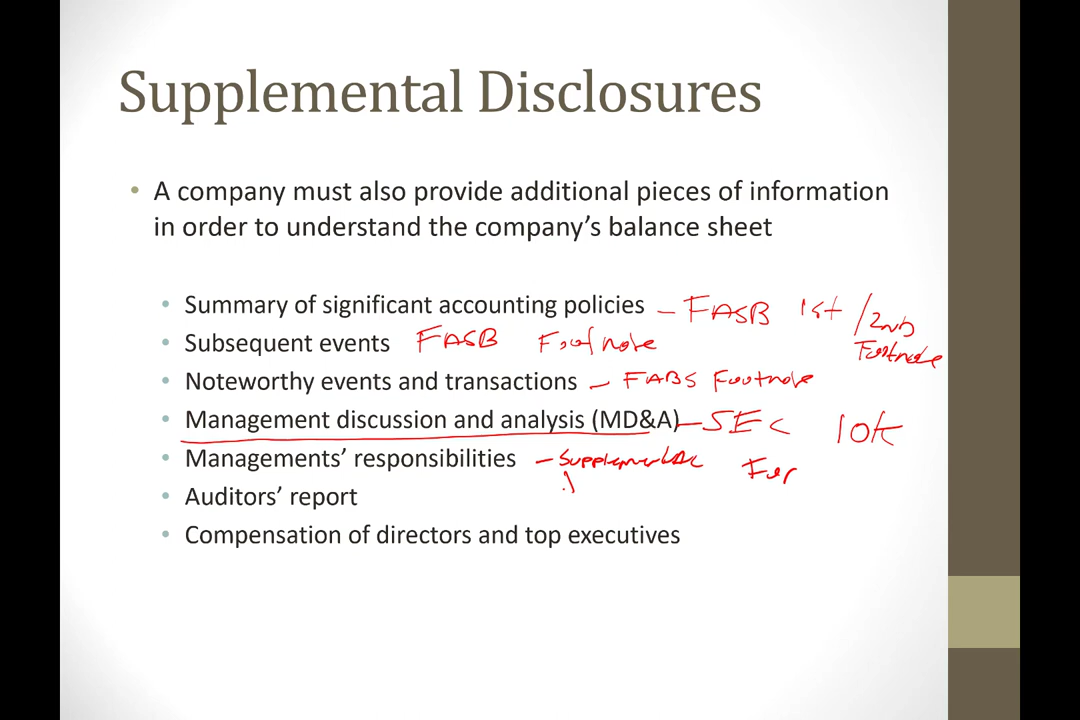 Supplemental Disclosures
• A company must also provide additional pieces of information
in order to understand the company's balance sheet
• Summary of significant accounting policies – FASB 1st / 2nd
Footnote
• Subsequent events FASB Footnote
• Noteworthy events and transactions – FABS Footnote
• Management discussion and analysis (MD&A) – SEC 10K
• Managements' responsibilities –
• Auditors' report
• Compensation of directors and top executives